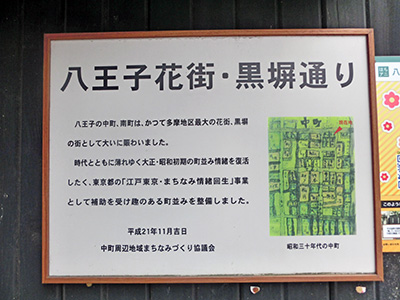 八王子花街・黒塀通り
八王子の中町、南町は、かつて多摩地区最大の花街、黒塀
の街として大いに賑わいました。
時代とともに薄れゆく大正・昭和初期の町並み情緒を復活
したく、東京都の「江戸東京・まちなみ情緒回生」事業
として補助を受け趣のある町並みを整備しました。
平成21年11月吉日
中町周辺地域まちなみづくり協議会
中町
昭和三十年代の中町